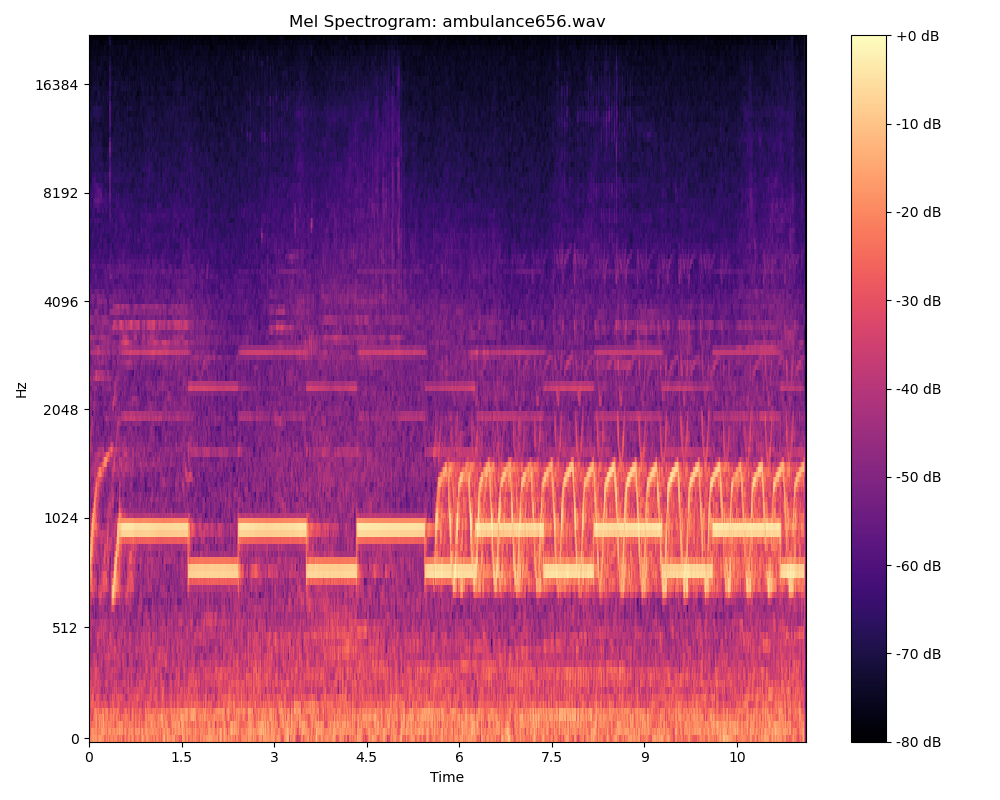 Mel Spectrogram: ambulance656.wav
+0 dB
16384
-10 dB
8192
-20 dB
4096
-30 dB
Hz
2048
-40 dB
1024
-50 dB
-60 dB
512
-70 dB
0
-80 dB
0 1.5 3 4.5 6 7.5 9 10
Time